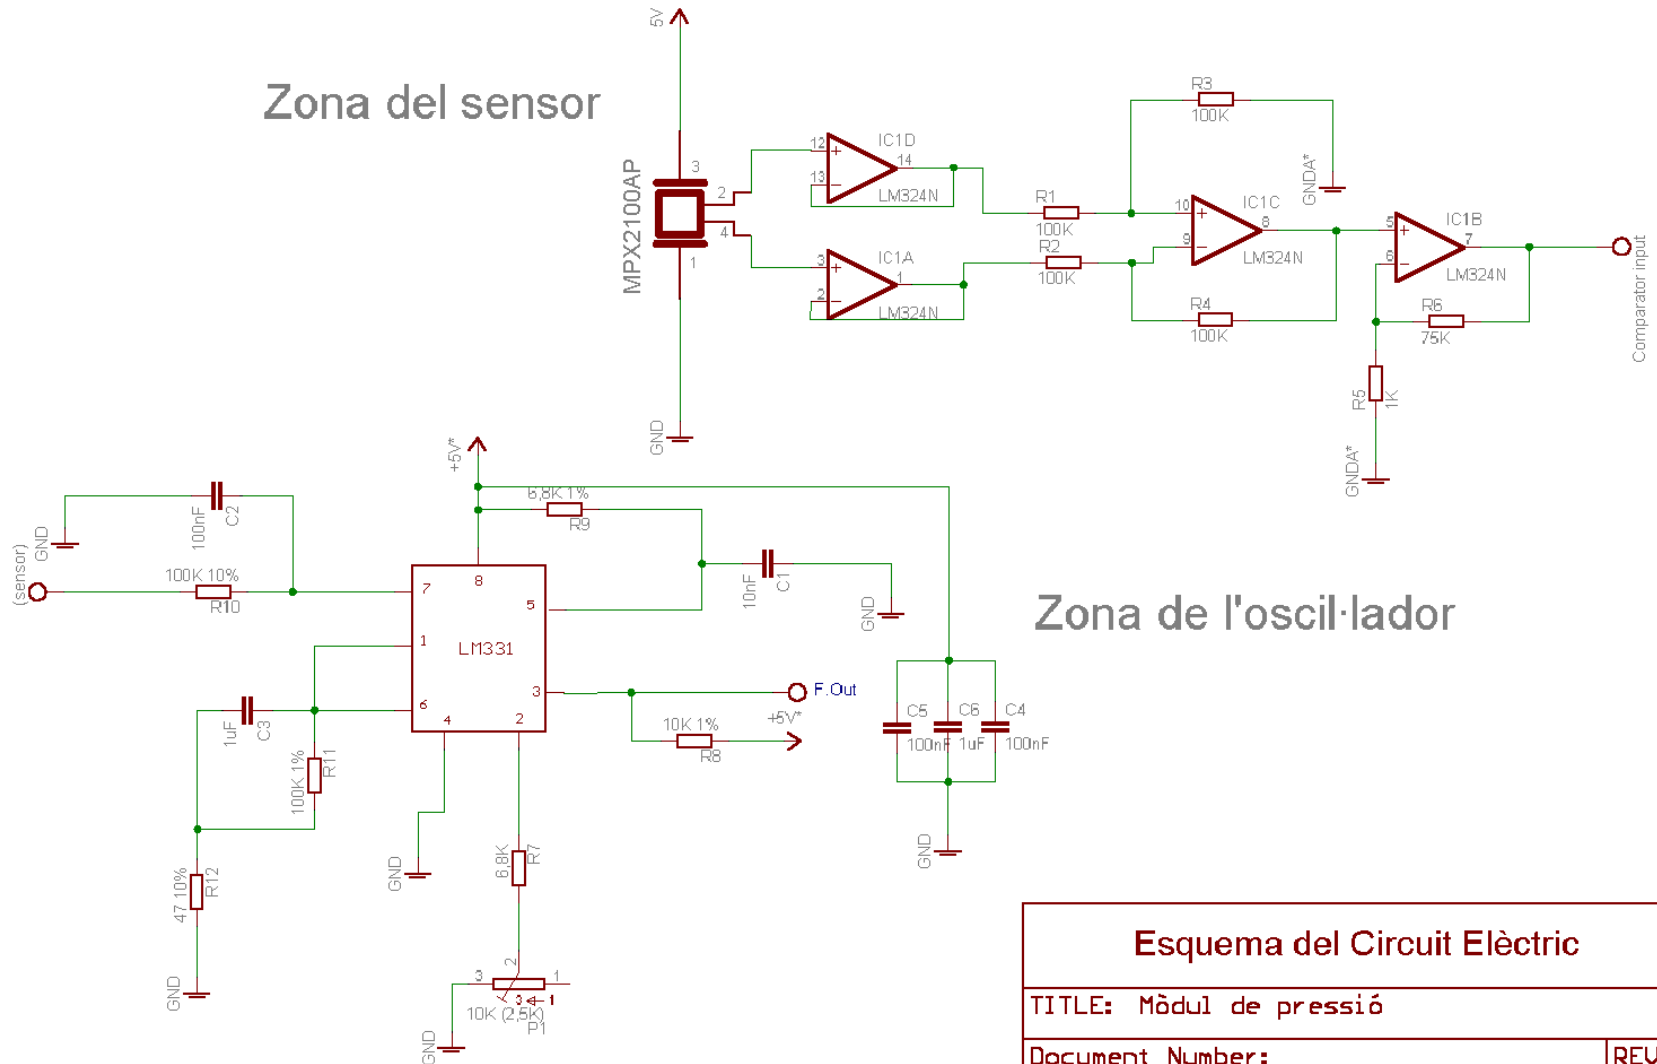 5V
Zona del sensor
MPX2100AP
3
2
4
1
12
13
+
−
14
IC1D
LM324N
3
2
+
−
1
IC1A
LM324N
R1
100K
R2
100K
R3
100K
GNDA*
10
9
+
−
8
IC1C
LM324N
R4
100K
5
6
+
−
7
IC1B
LM324N
R6
75K
R5
1K
GNDA*
Comparator input
GND
+5V*
6,8K 1%
R9
100nF
C2
GND
(sensor)
100K 10%
R10
7
8
5
1
LM331
3
6
4
2
10nF
C1
GND
Zona de l'oscil·lador
F.Out
+5V*
10K 1%
R8
1uF
C3
100K 1%
R11
C5
100nF
C6
1uF
C4
100nF
GND
GND
47 10%
R12
GND
6,8K
R7
2
3
1
10K (2,5K)
P1
GND
Esquema del Circuit Elèctric
TITLE: Mòdul de pressió
Document Number:
REV